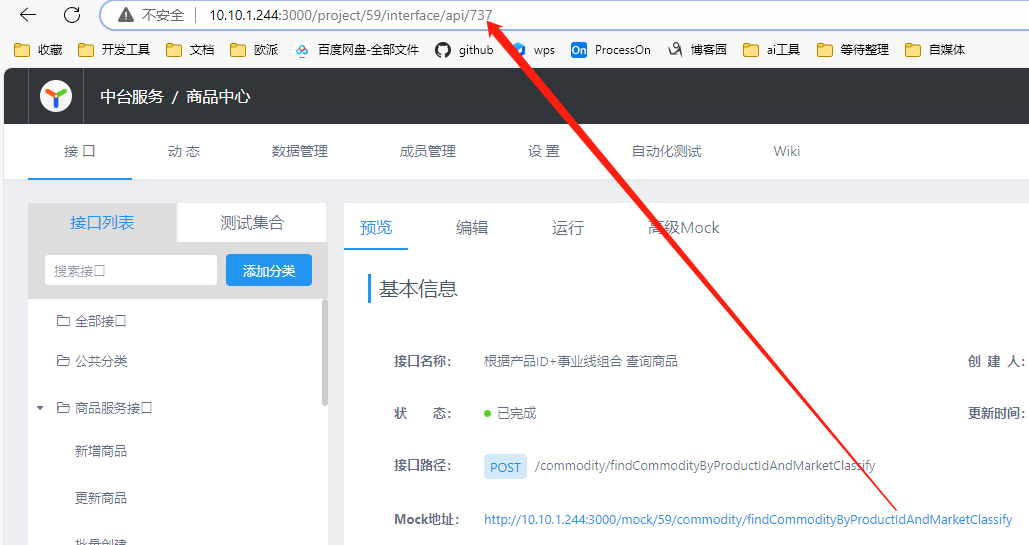 不安全 10.10.1.244:3000/project/59/interface/api/737
收藏 开发工具 文档 欧派 百度网盘-全部文件 github wps On ProcessOn 博客园 ai工具 等待整理 自媒体
中台服务 / 商品中心
接 口 动 态 数据管理 成员管理 设 置 自动化测试 Wiki
接口列表 测试集合
预览 编辑 运行 高级Mock
搜索接口 添加分类
基本信息
全部接口
公共分类
商品服务接口
新增商品
更新商品
批量创建
接口名称: 根据产品ID+事业线组合 查询商品 创 建 人:
状 态: 已完成 更新时间:
接口路径: POST /commodity/findCommodityByProductIdAndMarketClassify
Mock地址: http://10.10.1.244:3000/mock/59/commodity/findCommodityByProductIdAndMarketClassify